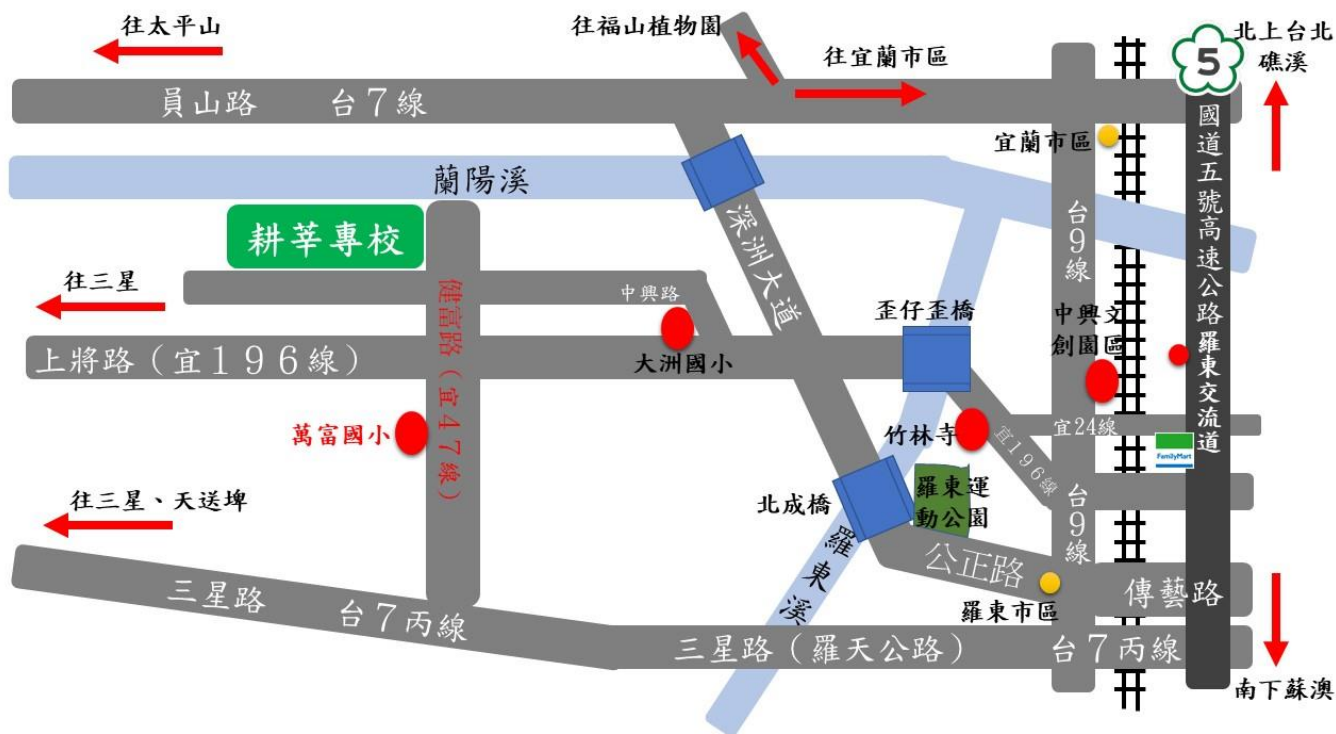 往太平山
往福山植物園
往宜蘭市區
北上台北
礁溪
5
員山路 台7線
國道五號高速公路羅東交流道
宜蘭市區
蘭陽溪
深洲大道
台9線
耕莘專校
往三星
健富路（宜47線）
中興路
歪仔歪橋
中興文
創園區
上將路（宜196線）
大洲國小
萬富國小
竹林寺
宜24線
宜196線
FamilyMart
往三星、天送埤
北成橋
羅東運
動公園
台9線
羅東溪
公正路
傳藝路
羅東市區
三星路 台7丙線
三星路（羅天公路） 台7丙線
南下蘇澳